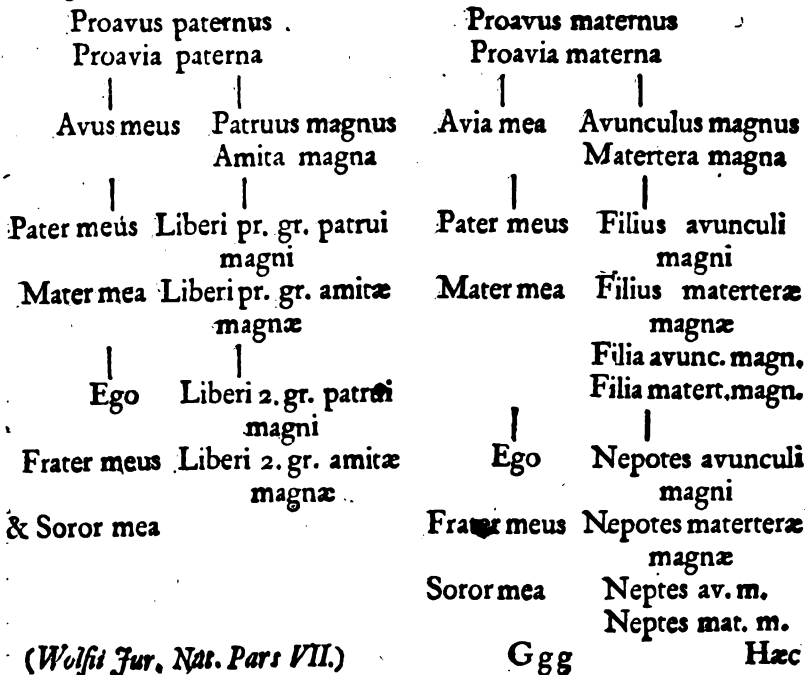 Proavus paternus
Proavia paterna
Avus meus Patruus magnus
Amita magna
Pater meus Liberi pr. gr. patrui
magni
Mater mea Liberi pr. gr. amitæ
magnæ
Ego Liberi 2. gr. patrui
magni
Frater meus Liberi 2. gr. amitæ
magnæ
& Soror mea
Proavus maternus
Proavia materna
Avia mea Avunculus magnus
Matertera magna
Pater meus Filius avunculi
magni
Mater mea Filius materteræ
magnæ
Filia avunc. magn.
Filia matert. magn.
Ego Nepotes avunculi
magni
Frater meus Nepotes materteræ
magnæ
Soror mea Neptes av. m.
Neptes mat. m.
(Wolfii Jur. Nat. Pars VII.) Ggg Hæc